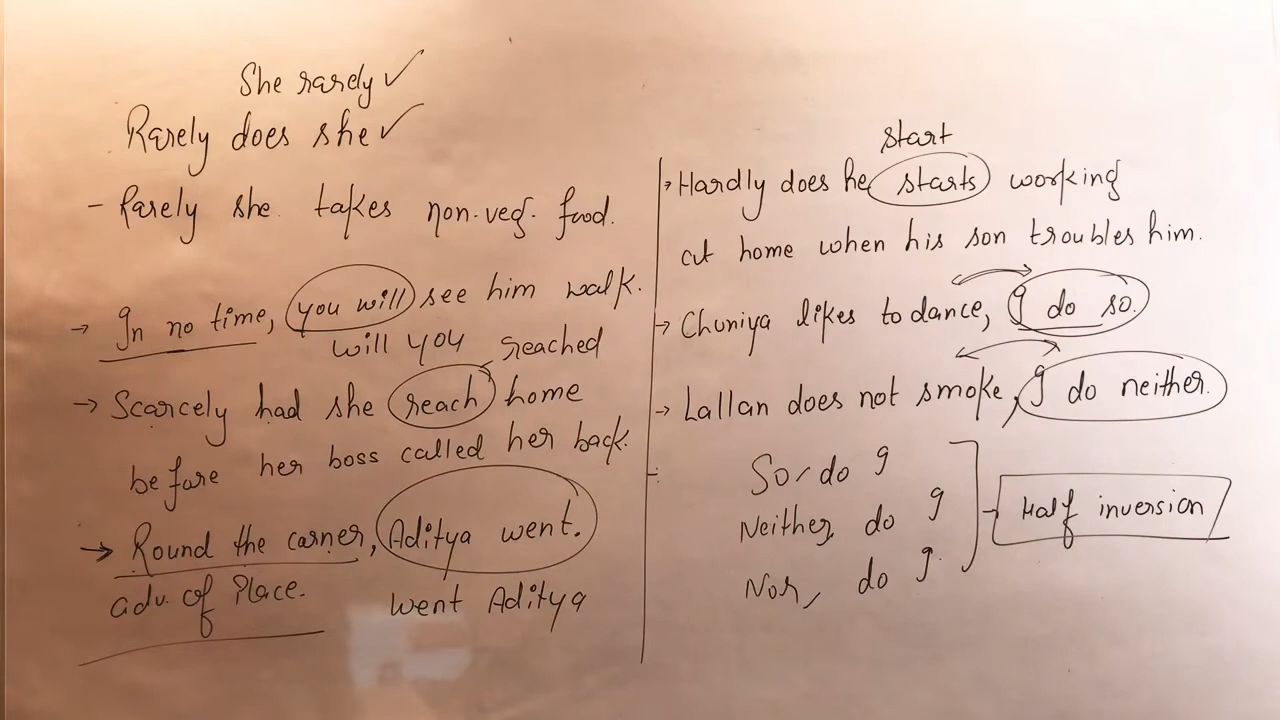 She rarely ✓
Rarely does she ✓
- Rarely she takes non-veg. food.
→ In no time, you will see him walk.
will you
reached
→ Scarcely had she reach home
before her boss called her back.
→ Round the corner, Aditya went.
adv. of Place.
went Aditya
start
→ Hardly does he starts working
at home when his son troubles him.
→ Chuniya likes to dance, I do so.
→ Lallan does not smoke, I do neither.
So, do I
Neither, do I
Nor, do I.
Half inversion